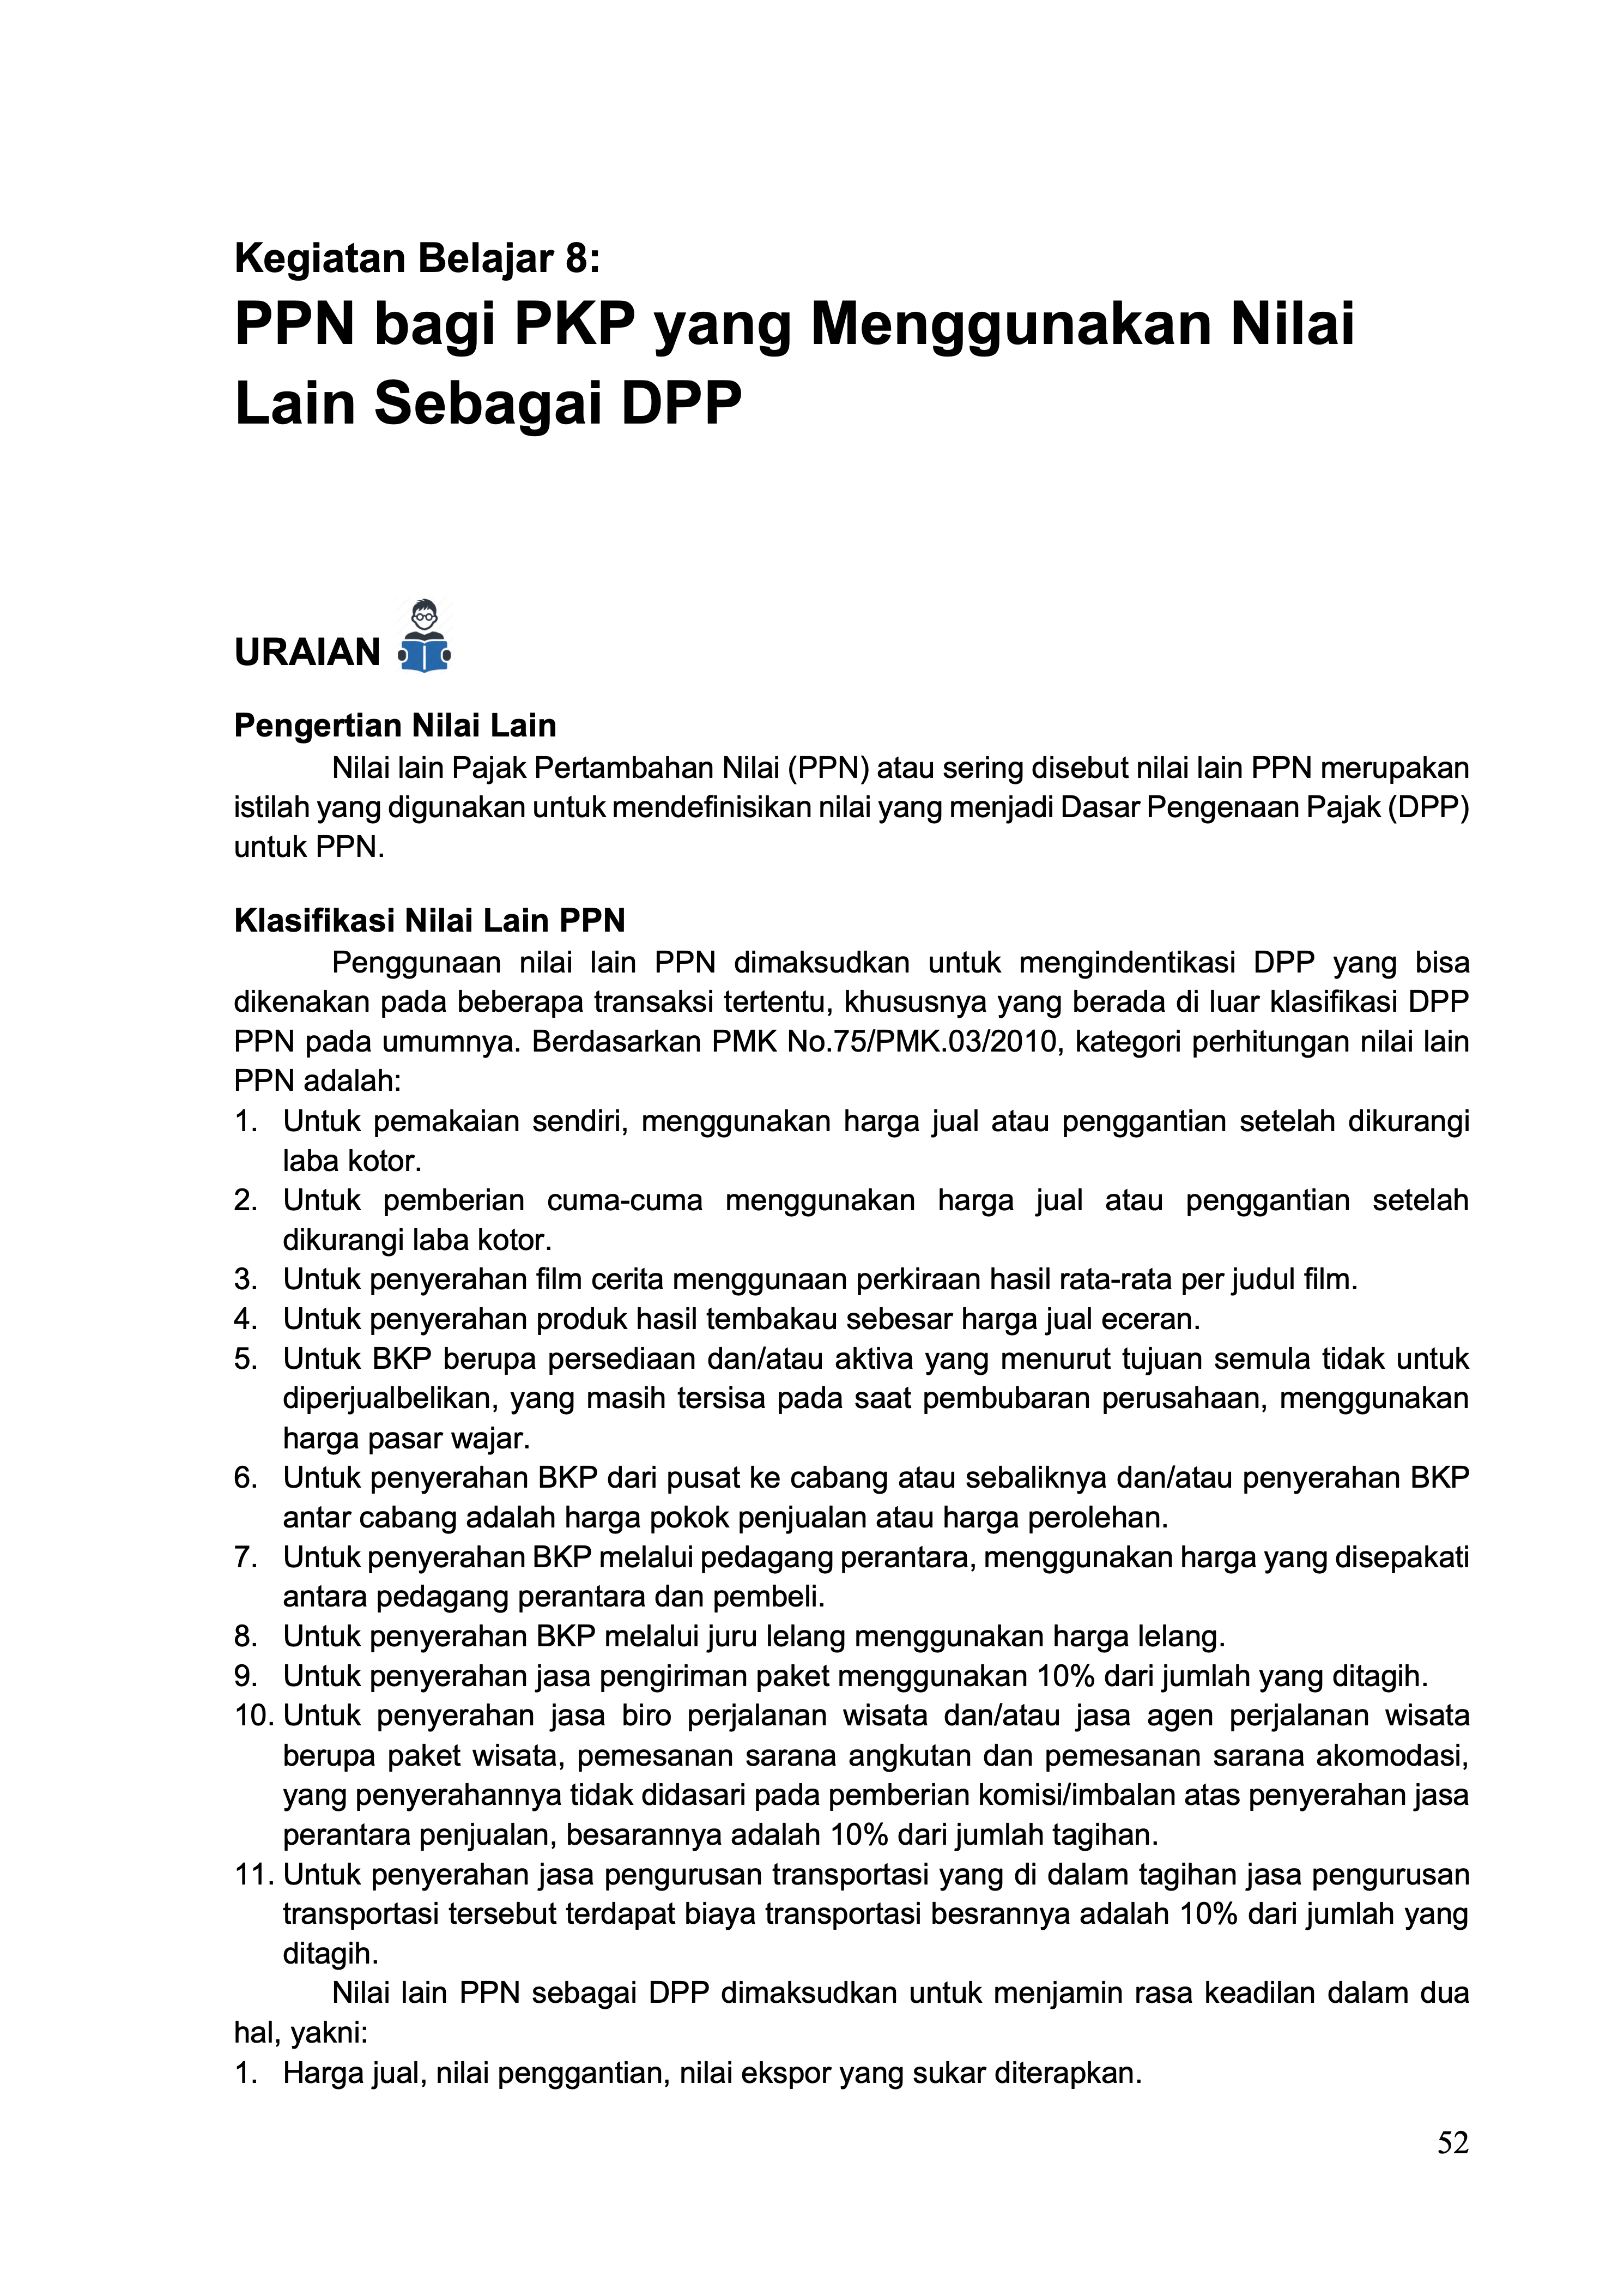 Kegiatan Belajar 8:
PPN bagi PKP yang Menggunakan Nilai
Lain Sebagai DPP
URAIAN
Pengertian Nilai Lain
Nilai lain Pajak Pertambahan Nilai (PPN) atau sering disebut nilai lain PPN merupakan
istilah yang digunakan untuk mendefinisikan nilai yang menjadi Dasar Pengenaan Pajak (DPP)
untuk PPN.
Klasifikasi Nilai Lain PPN
Penggunaan nilai lain PPN dimaksudkan untuk mengindentikasi DPP yang bisa
dikenakan pada beberapa transaksi tertentu, khususnya yang berada di luar klasifikasi DPP
PPN pada umumnya. Berdasarkan PMK No.75/PMK.03/2010, kategori perhitungan nilai lain
PPN adalah:
1. Untuk pemakaian sendiri, menggunakan harga jual atau penggantian setelah dikurangi
laba kotor.
2. Untuk pemberian cuma-cuma menggunakan harga jual atau penggantian setelah
dikurangi laba kotor.
3. Untuk penyerahan film cerita menggunaan perkiraan hasil rata-rata per judul film.
4. Untuk penyerahan produk hasil tembakau sebesar harga jual eceran.
5. Untuk BKP berupa persediaan dan/atau aktiva yang menurut tujuan semula tidak untuk
diperjualbelikan, yang masih tersisa pada saat pembubaran perusahaan, menggunakan
harga pasar wajar.
6. Untuk penyerahan BKP dari pusat ke cabang atau sebaliknya dan/atau penyerahan BKP
antar cabang adalah harga pokok penjualan atau harga perolehan.
7. Untuk penyerahan BKP melalui pedagang perantara, menggunakan harga yang disepakati
antara pedagang perantara dan pembeli.
8. Untuk penyerahan BKP melalui juru lelang menggunakan harga lelang.
9. Untuk penyerahan jasa pengiriman paket menggunakan 10% dari jumlah yang ditagih.
10. Untuk penyerahan jasa biro perjalanan wisata dan/atau jasa agen perjalanan wisata
berupa paket wisata, pemesanan sarana angkutan dan pemesanan sarana akomodasi,
yang penyerahannya tidak didasari pada pemberian komisi/imbalan atas penyerahan jasa
perantara penjualan, besarannya adalah 10% dari jumlah tagihan.
11. Untuk penyerahan jasa pengurusan transportasi yang di dalam tagihan jasa pengurusan
transportasi tersebut terdapat biaya transportasi besrannya adalah 10% dari jumlah yang
ditagih.
Nilai lain PPN sebagai DPP dimaksudkan untuk menjamin rasa keadilan dalam dua
hal, yakni:
1. Harga jual, nilai penggantian, nilai ekspor yang sukar diterapkan.
52